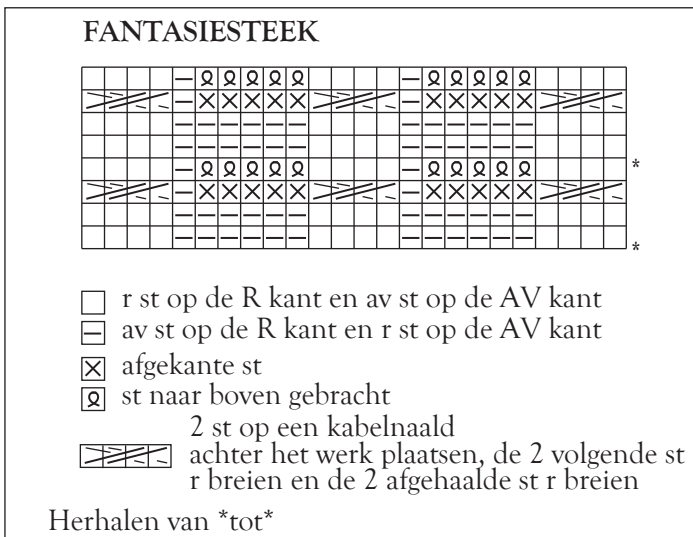 FANTASIESTEEK
*
*
r st op de R kant en av st op de AV kant
av st op de R kant en r st op de AV kant
afgekante st
st naar boven gebracht
2 st op een kabelnaald
achter het werk plaatsen, de 2 volgende st
r breien en de 2 afgehaalde st r breien
Herhalen van *tot*